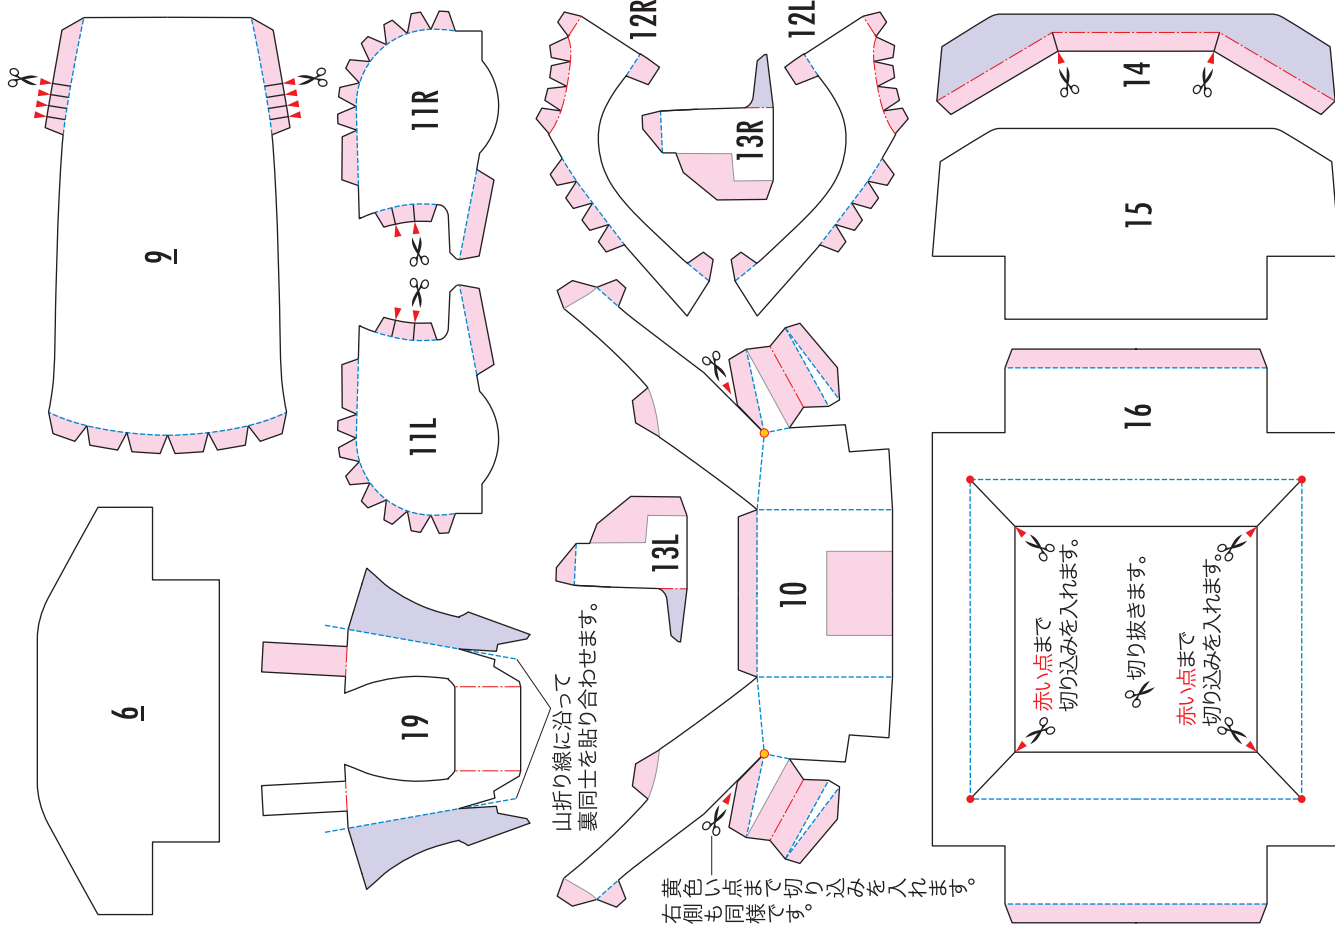 9
11R
12R
12L
13R
14
15
11L
6
19
13L
10
16
山折り線に沿って
裏同士を貼り合わせます。
黄色い点まで切り込みを入れます。
右側も同様です。
赤い点まで
切り込みを入れます。
切り抜きます。
赤い点まで
切り込みを入れます。